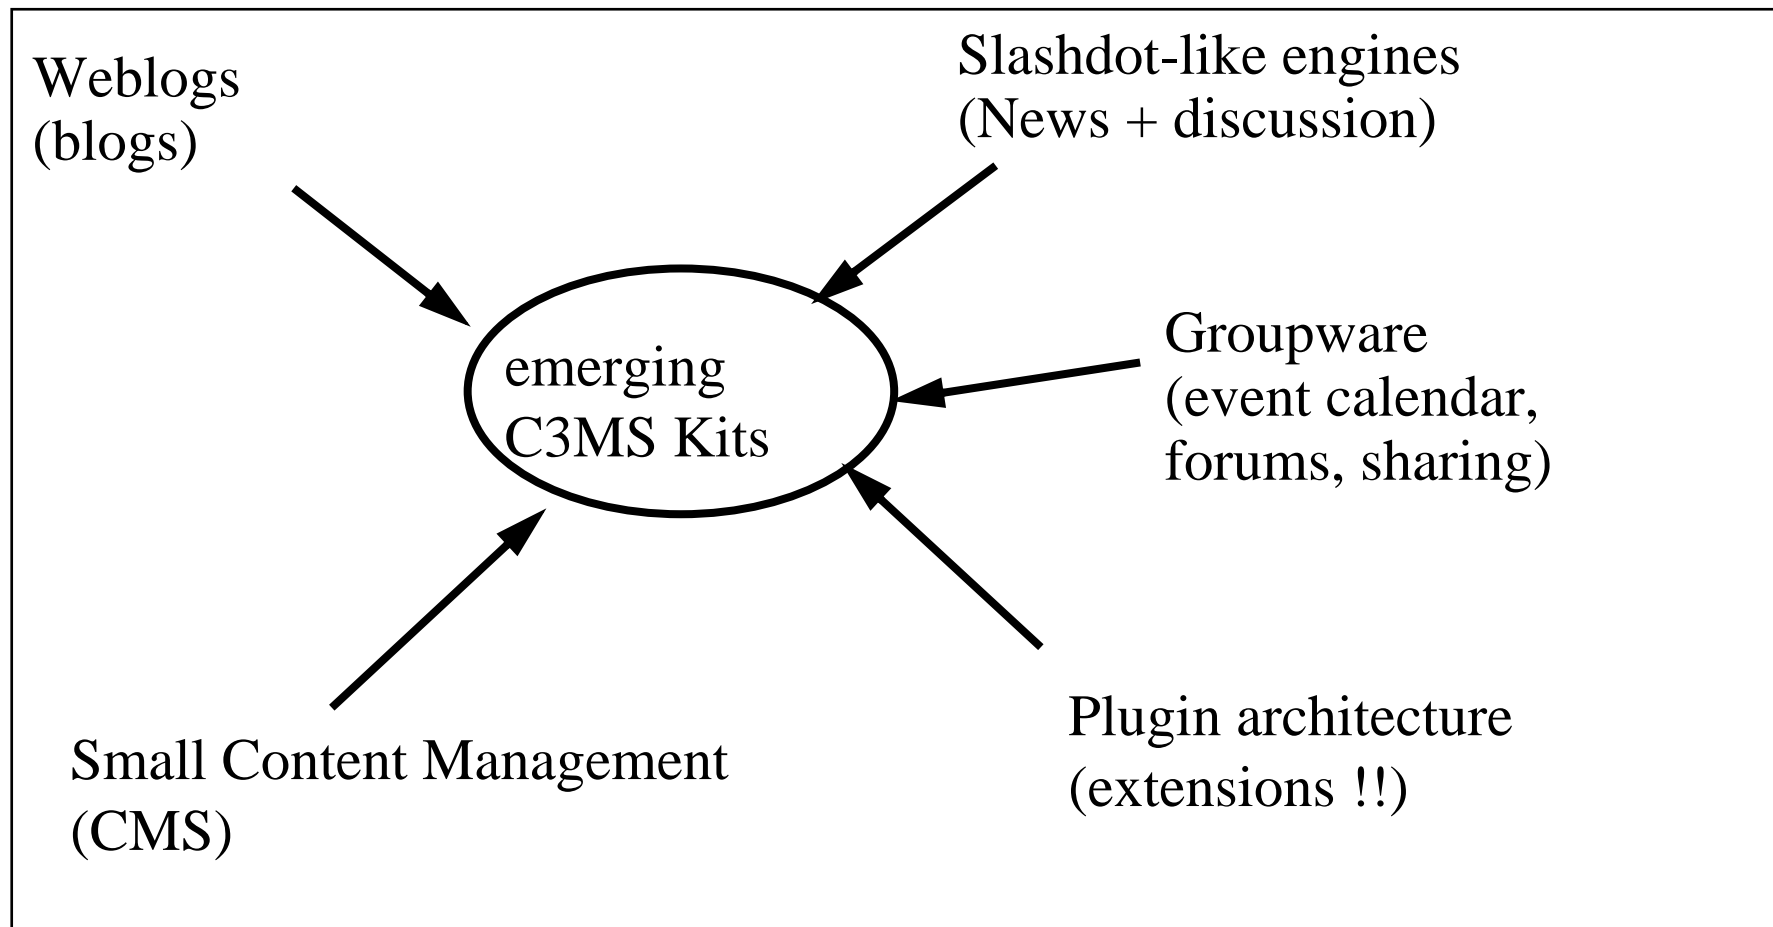 Weblogs
(blogs)
Slashdot-like engines
(News + discussion)
emerging
C3MS Kits
Groupware
(event calendar,
forums, sharing)
Small Content Management
(CMS)
Plugin architecture
(extensions !!)